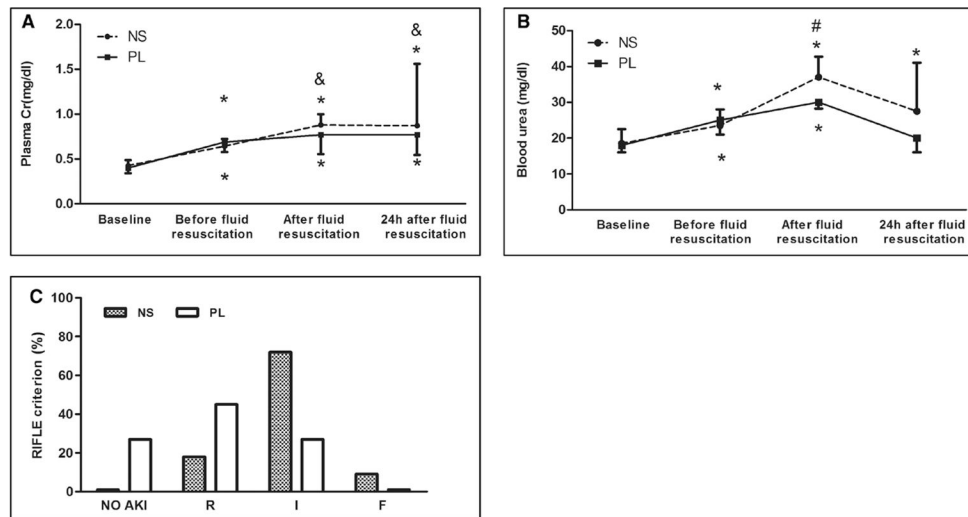 A
2.0
1.5
1.0
0.5
0.0
Plasma Cr(mg/dl)
NS
PL
*
*
&
*
*
&
*
*
Baseline
Before fluid
resuscitation
After fluid
resuscitation
24h after fluid
resuscitation
B
50
40
30
20
10
0
Blood urea (mg/dl)
NS
PL
*
*
#
*
*
*
Baseline
Before fluid
resuscitation
After fluid
resuscitation
24h after fluid
resuscitation
C
100
80
60
40
20
0
RIFLE criterion (%)
NS
PL
NO AKI
R
I
F